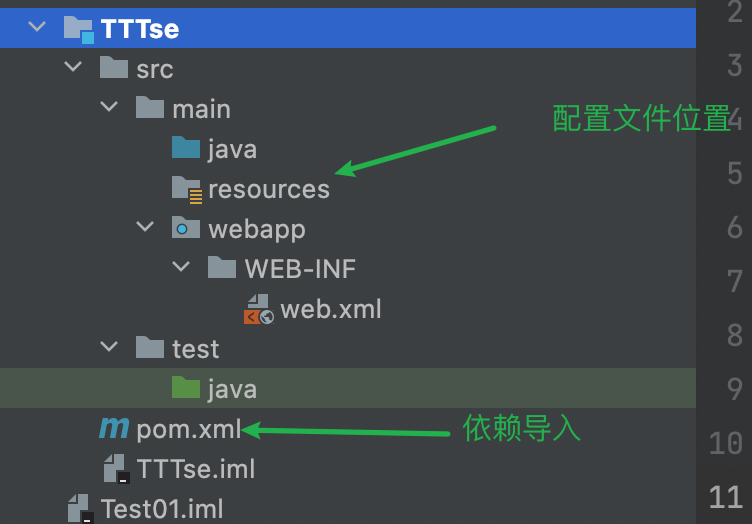 TTTse
src
main
java
配置文件位置
resources
webapp
WEB-INF
web.xml
test
java
m pom.xml
依赖导入
TTTse.iml
Test01.iml
2
3
4
5
6
7
8
9
10
11